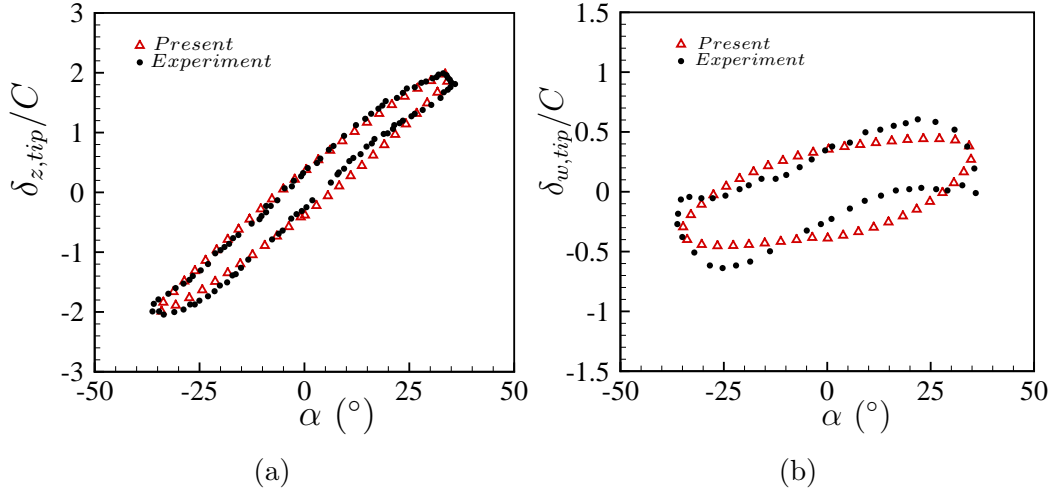 3
2
1
0
-1
-2
-3
-50
-25
0
25
50
δz,tip/C
α (°)
Present
Experiment
(a)
1.5
1
0.5
0
-0.5
-1
-1.5
-50
-25
0
25
50
δw,tip/C
α (°)
Present
Experiment
(b)